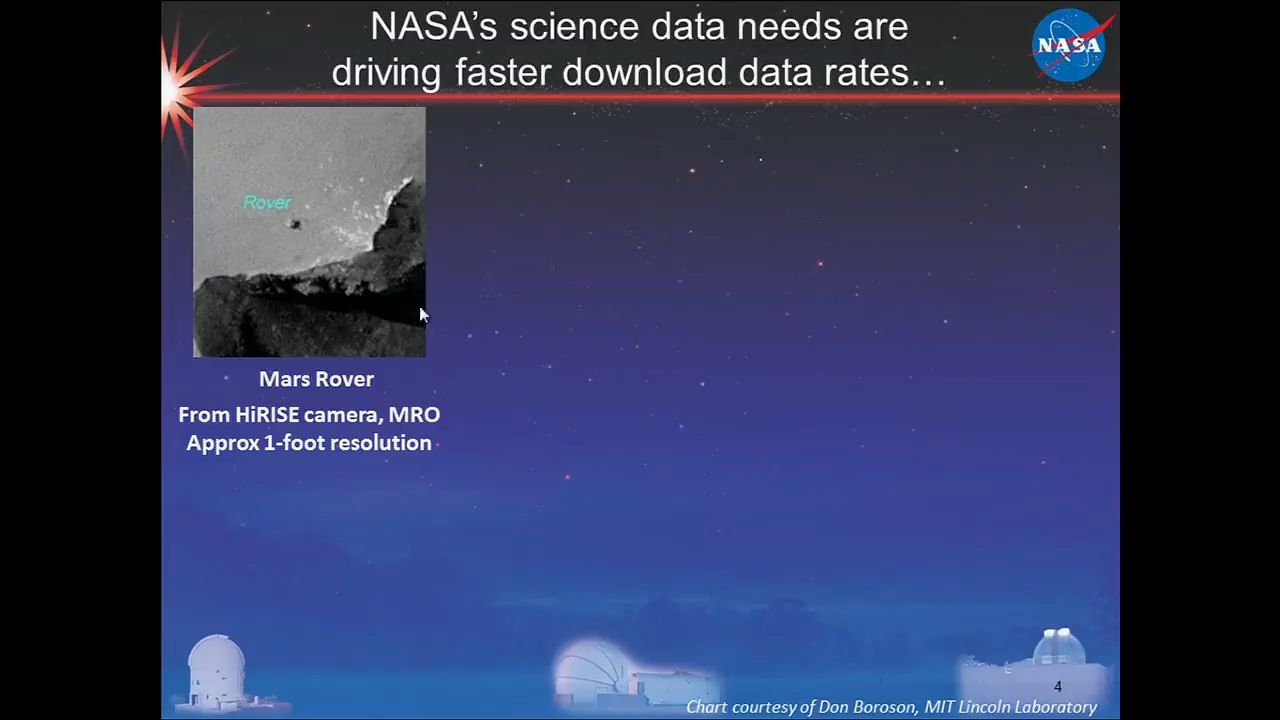 NASA's science data needs are
driving faster download data rates…
NASA
Rover
Mars Rover
From HiRISE camera, MRO
Approx 1-foot resolution
4
Chart courtesy of Don Boroson, MIT Lincoln Laboratory